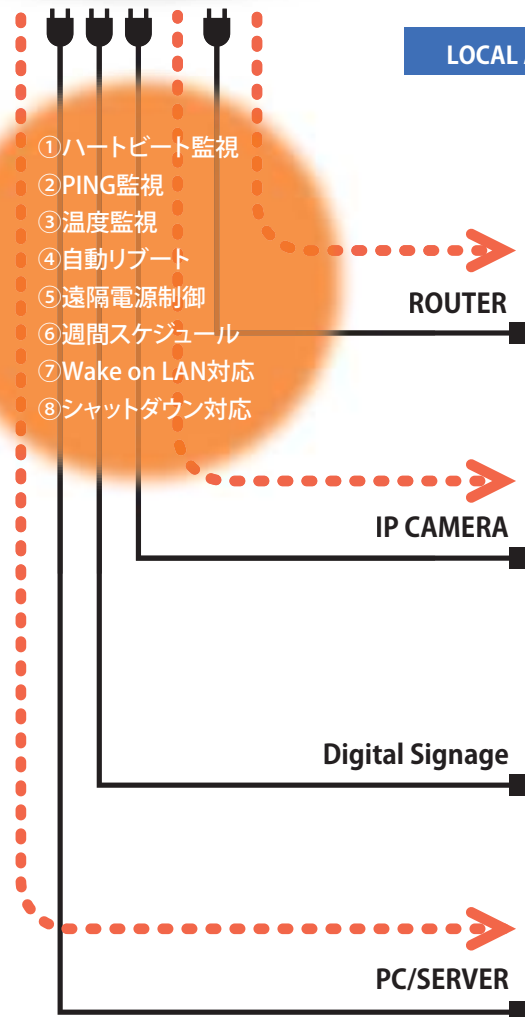 LOCAL
①ハートビート監視
②PING監視
③温度監視
④自動リブート
⑤遠隔電源制御
⑥週間スケジュール
⑦Wake on LAN対応
⑧シャットダウン対応
ROUTER
IP CAMERA
Digital Signage
PC/SERVER